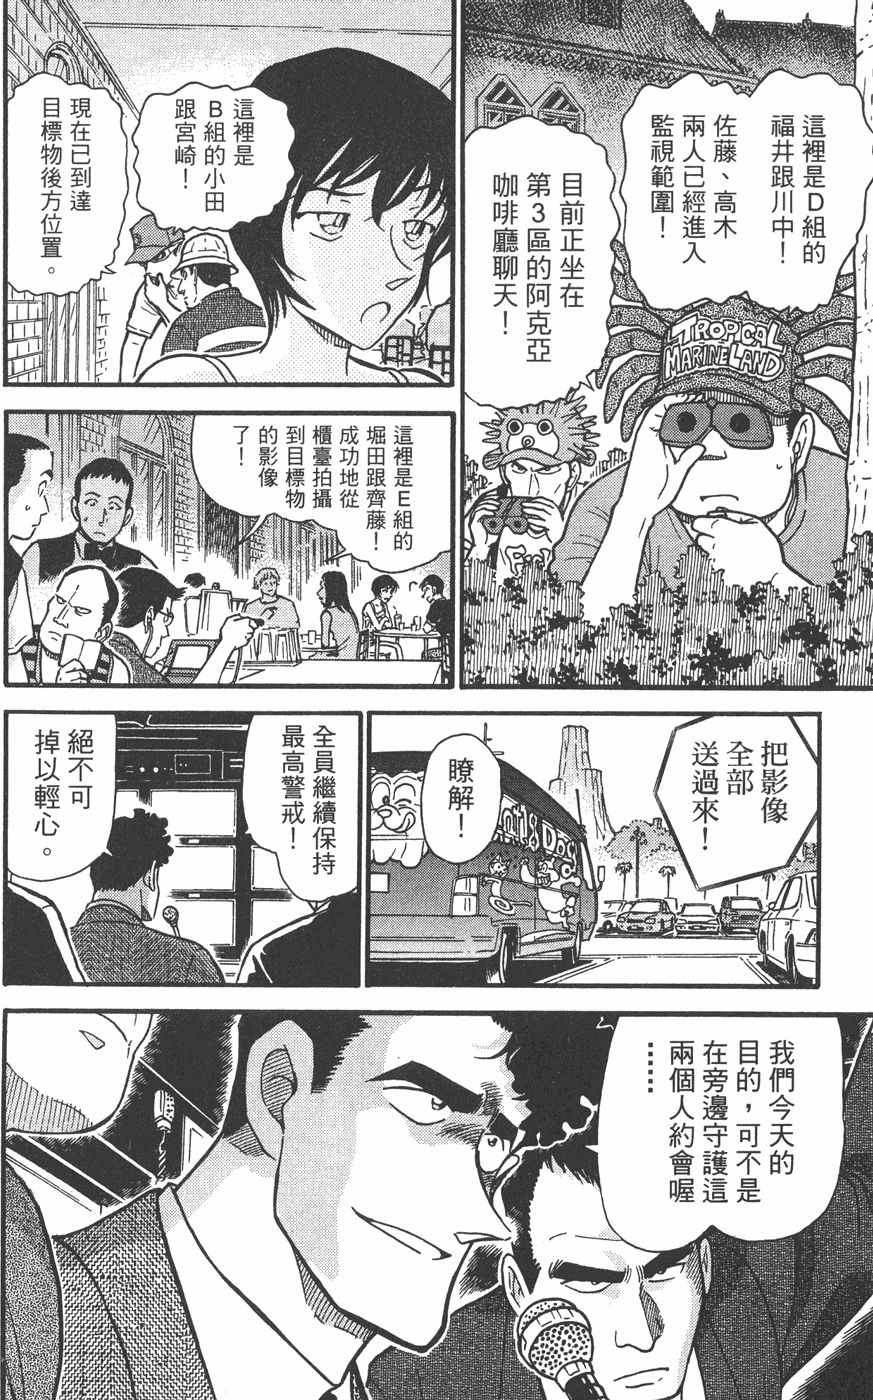 這裡是D組的
福井跟川中！
佐藤、高木
兩人已經進入
監視範圍！
TROPICAL
MARINE LAND
目前正坐在
第3區的阿克亞
咖啡廳聊天！
這裡是
B組的小田
跟宮崎！
現在已到達
目標物後方位置。
這裡是E組的
堀田跟齊藤！
成功地從
櫃臺拍攝
到目標物
的影像
了！
把影像
全部
送過來！
瞭解！
全員繼續保持
最高警戒！
絕不可
掉以輕心。
我們今天的
目的，可不是
在旁邊守護這
兩個人約會喔
……